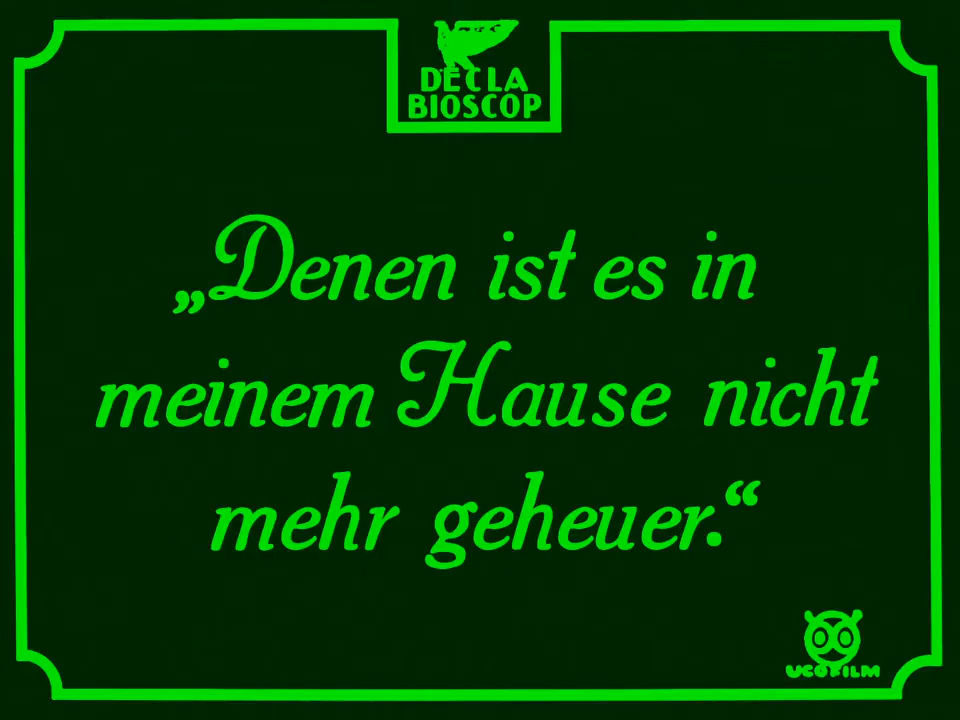 DECLA
BIOSCOP
„Denen ist es in
meinem Hause nicht
mehr geheuer.“
UCOFILM